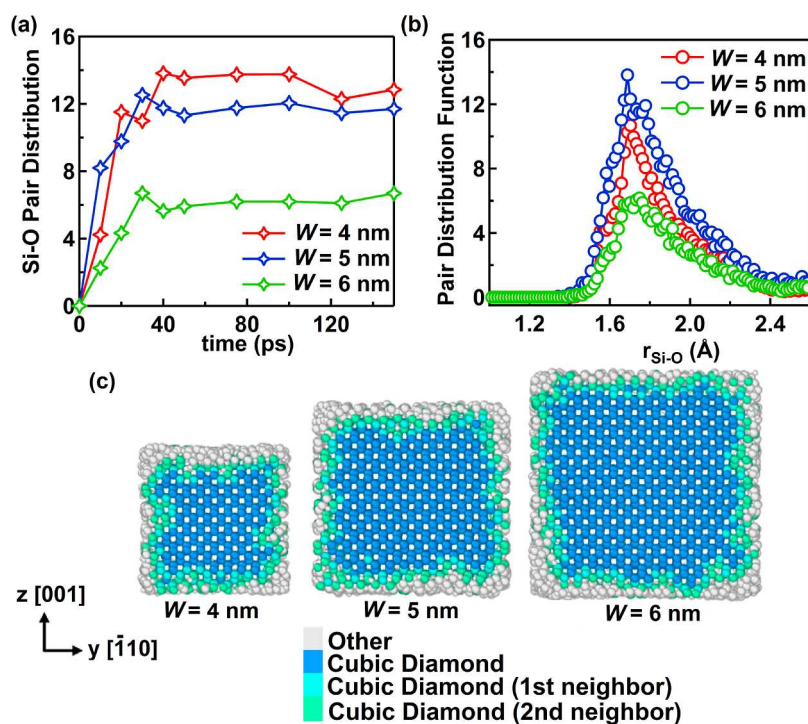 (a)
Si-O Pair Distribution
16
12
8
4
0
0 40 80 120
time (ps)
W = 4 nm
W = 5 nm
W = 6 nm
(b)
Pair Distribution Function
16
12
8
4
0
1.2 1.6 2.0 2.4
rSi-O (Å)
W = 4 nm
W = 5 nm
W = 6 nm
(c)
W = 4 nm
W = 5 nm
W = 6 nm
z [001]
y [1̄10]
Other
Cubic Diamond
Cubic Diamond (1st neighbor)
Cubic Diamond (2nd neighbor)